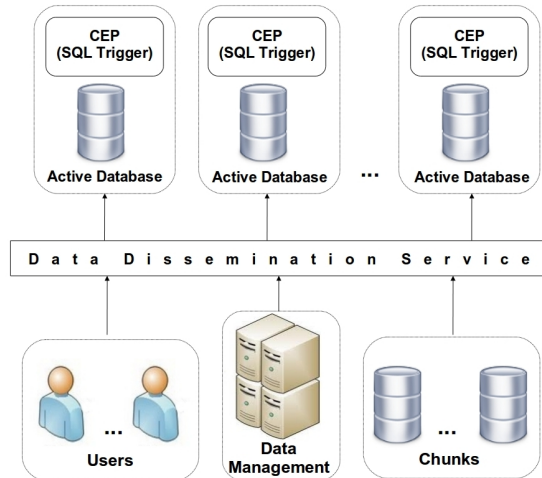 CEP
(SQL Trigger)
CEP
(SQL Trigger)
CEP
(SQL Trigger)
Active Database
Active Database
...
Active Database
Data Dissemination Service
...
...
Users
Data
Management
Chunks